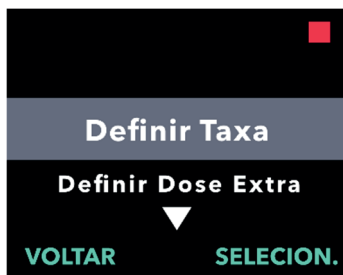 Definir Taxa
Definir Dose Extra
VOLTAR SELECION.